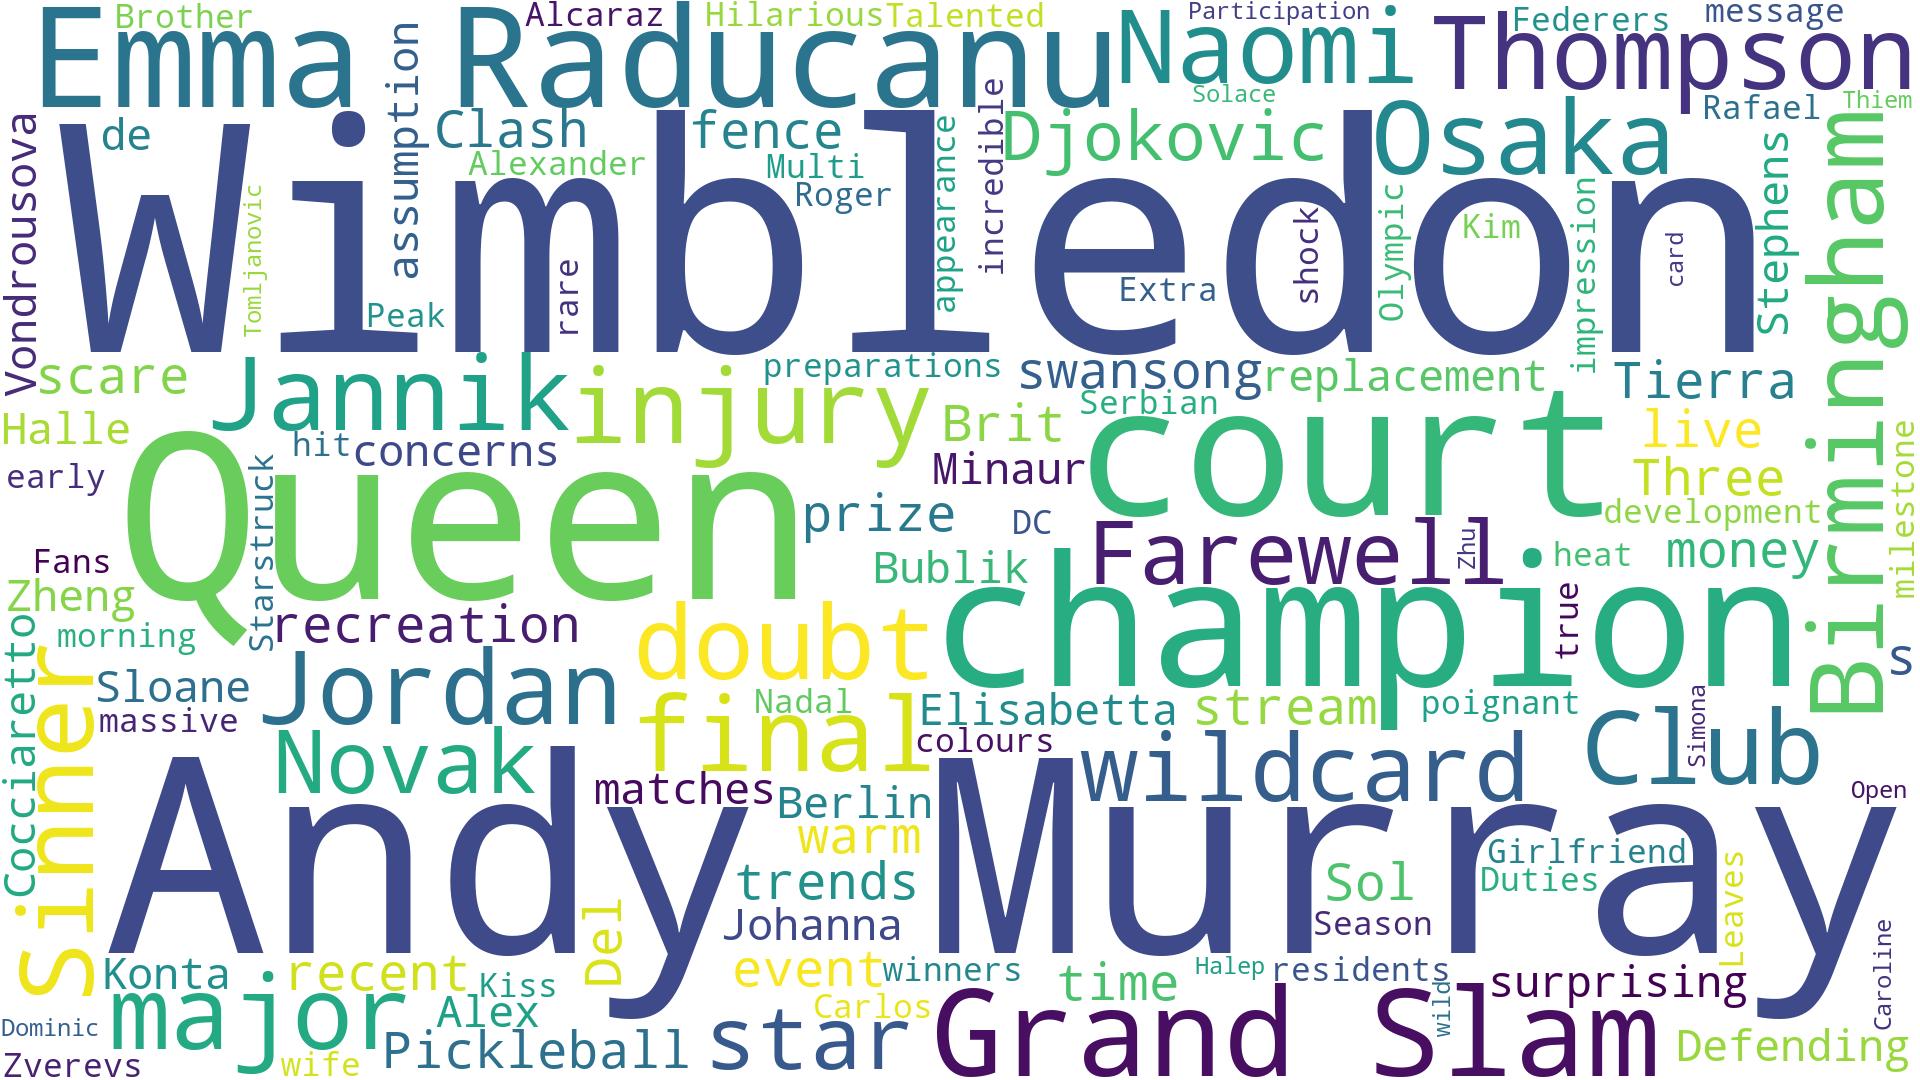 Brother
Alcaraz
Hilarious
Talented
Participation
Federers
message
Emma Raducanu
Naomi
Thompson
Solace
Rafael
Thiem
de
assumption
Clash
fence
Djokovic
Osaka
Vondrousova
Wimbledon
Alexander
Multi
Roger
appearance
incredible
Tomljanovic
Kim
Olympic
impression
Stephens
Birmingham
shock
card
rare
Extra
Peak
scare
Jannik
injury
preparations
swansong
replacement
Tierra
Serbian
Halle
hit
concerns
Brit
court
live
early
Starstruck
Queen
Minaur
Three
milestone
prize
DC
development
Fans
Farewell
Zhu
heat
money
Zheng
Bublik
champion
true
morning
recreation
doubt
s
Cocciaretto
Sinner
Sloane
Jordan
Nadal
Elisabetta
stream
poignant
massive
final
colours
Simona
Club
Novak
wildcard
matches
Berlin
Open
Andy Murray
warm
Girlfriend
trends
Sol
Duties
Leaves
Del
Johanna
Season
Caroline
Konta
recent
Kiss
event
winners
time
Halep
residents
surprising
major
Alex
Carlos
wild
Dominic
star
Grand Slam
Zverevs
wife
Pickleball
Defending